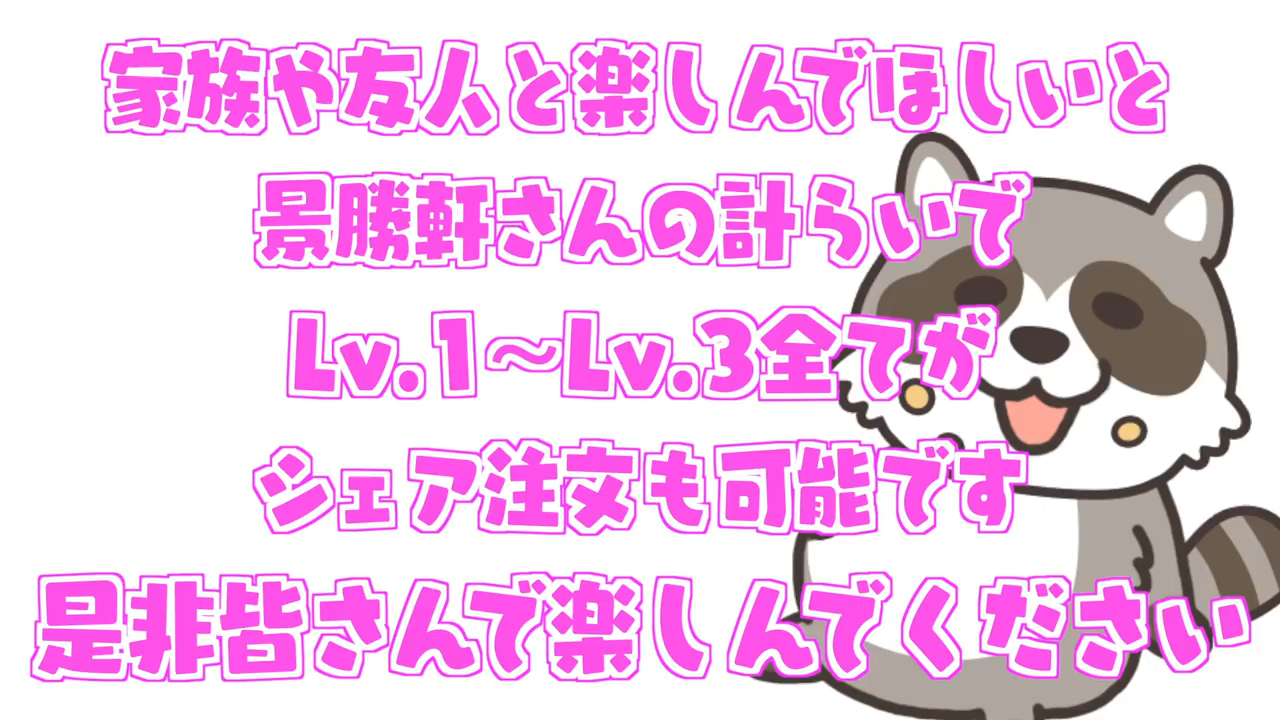 家族や友人と楽しんでほしいと
景勝軒さんの計らいで
Lv.1～Lv.3全てが
シェア注文も可能です
是非皆さんで楽しんでください